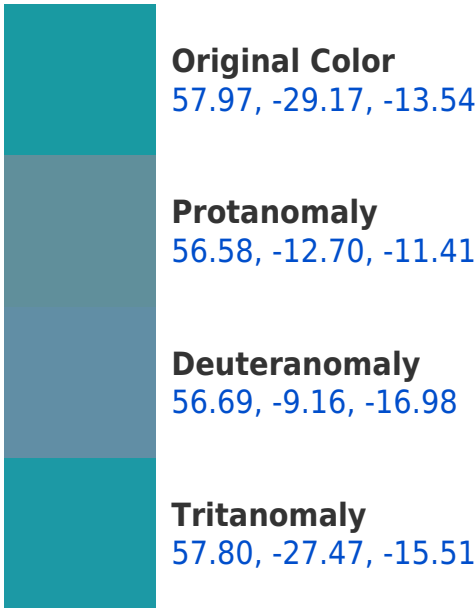 Original Color
57.97, -29.17, -13.54
Protanomaly
56.58, -12.70, -11.41
Deuteranomaly
56.69, -9.16, -16.98
Tritanomaly
57.80, -27.47, -15.51